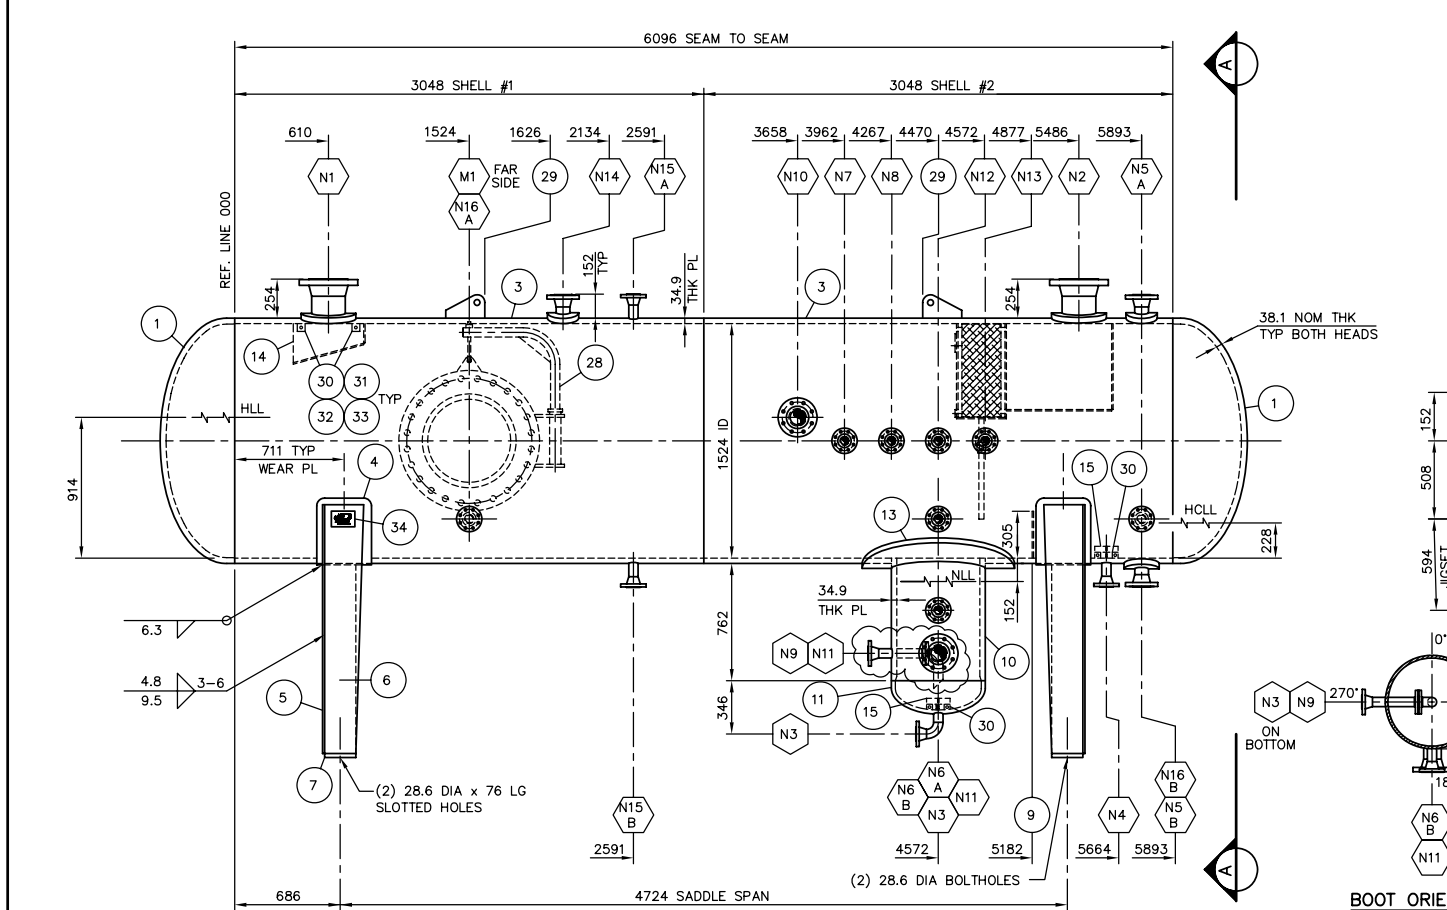 6096 SEAM TO SEAM
3048 SHELL #1
3048 SHELL #2
A
610
1524
1626
2134
2591
3658
3962
4267
4470
4572
4877
5486
5893
N1
M1
FAR
SIDE
29
N14
N15
A
N10
N7
N8
29
N12
N13
N2
N5
A
N16
A
REF. LINE 000
254
152
TYP
34.9
THK PL
254
3
3
1
14
38.1 NOM THK
TYP BOTH HEADS
28
30
31
TYP
32
33
HLL
1
152
711 TYP
WEAR PL
4
1524 ID
15
30
508
914
34
13
HCLL
305
228
594
JIGSET
NLL
34.9
THK PL
152
762
6.3
N9
N11
10
0°
4.8
9.5
3-6
5
6
11
15
30
346
N3
N3
N9
270°
ON
BOTTOM
7
(2) 28.6 DIA x 76 LG
SLOTTED HOLES
N15
B
N6
A
N6
B
N11
N3
9
N4
N16
B
N5
B
18
N6
B
N11
2591
4572
5182
5664
5893
(2) 28.6 DIA BOLTHOLES
A
686
4724 SADDLE SPAN
BOOT ORIE